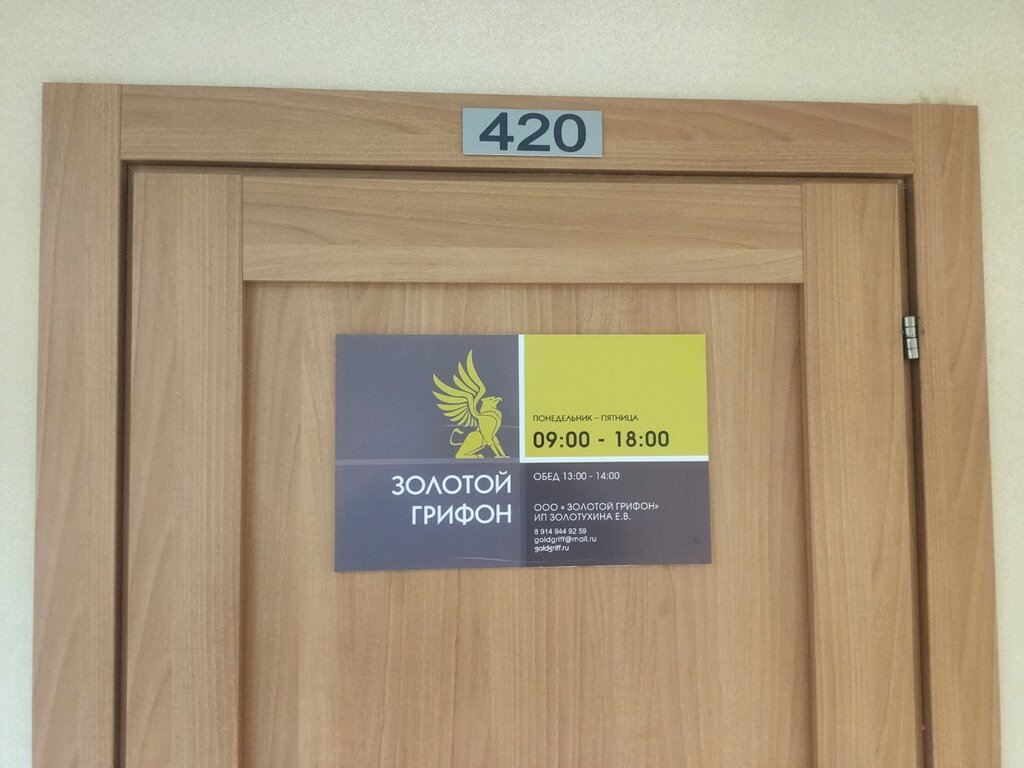 420
ЗОЛОТОЙ
ГРИФОН
ПОНЕДЕЛЬНИК – ПЯТНИЦА
09:00 - 18:00
ОБЕД 13:00 - 14:00
ООО « ЗОЛОТОЙ ГРИФОН»
ИП ЗОЛОТУХИНА Е.В.
8 914 944 92 59
goldgriff@mail.ru
goldgriff.ru